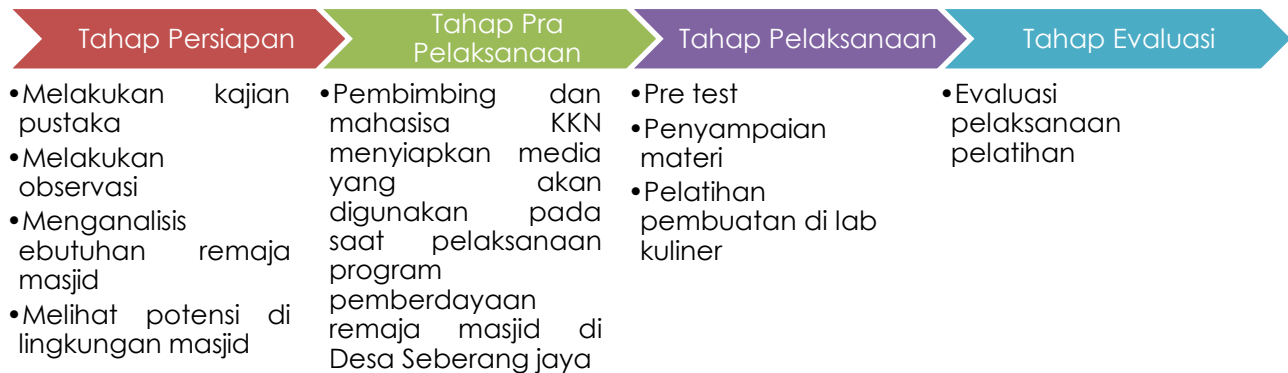 Tahap Persiapan
Tahap Pra
Pelaksanaan
Tahap Pelaksanaan
Tahap Evaluasi
•Melakukan kajian
pustaka
•Melakukan
observasi
•Menganalisis
ebutuhan remaja
masjid
•Melihat potensi di
lingkungan masjid
•Pembimbing dan
mahasisa KKN
menyiapkan media
yang akan
digunakan pada
saat pelaksanaan
program
pemberdayaan
remaja masjid di
Desa Seberang jaya
•Pre test
•Penyampaian
materi
•Pelatihan
pembuatan di lab
kuliner
•Evaluasi
pelaksanaan
pelatihan